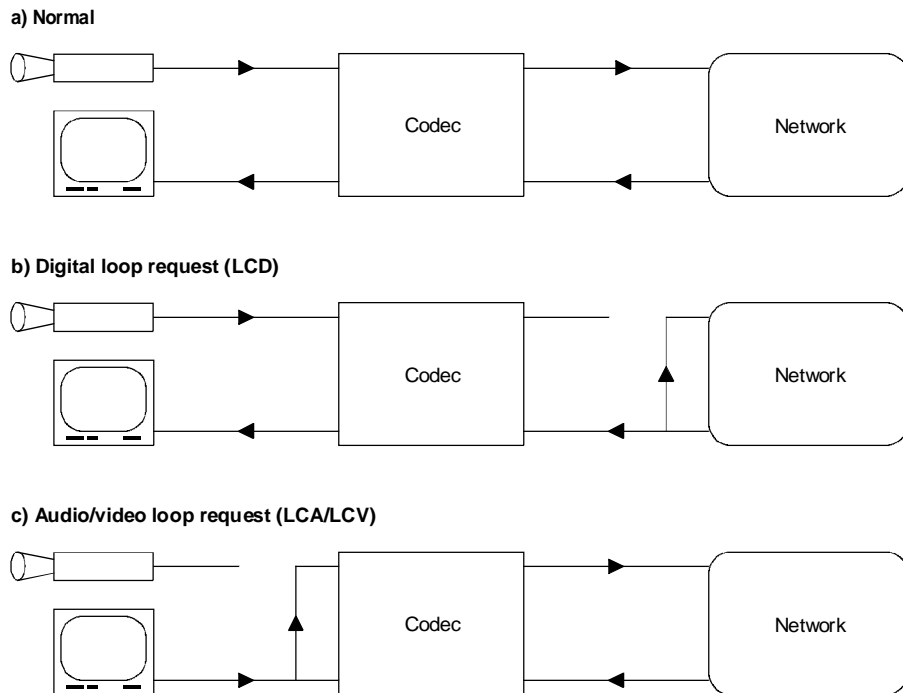 a) Normal
Codec
Network
b) Digital loop request (LCD)
Codec
Network
c) Audio/video loop request (LCA/LCV)
Codec
Network